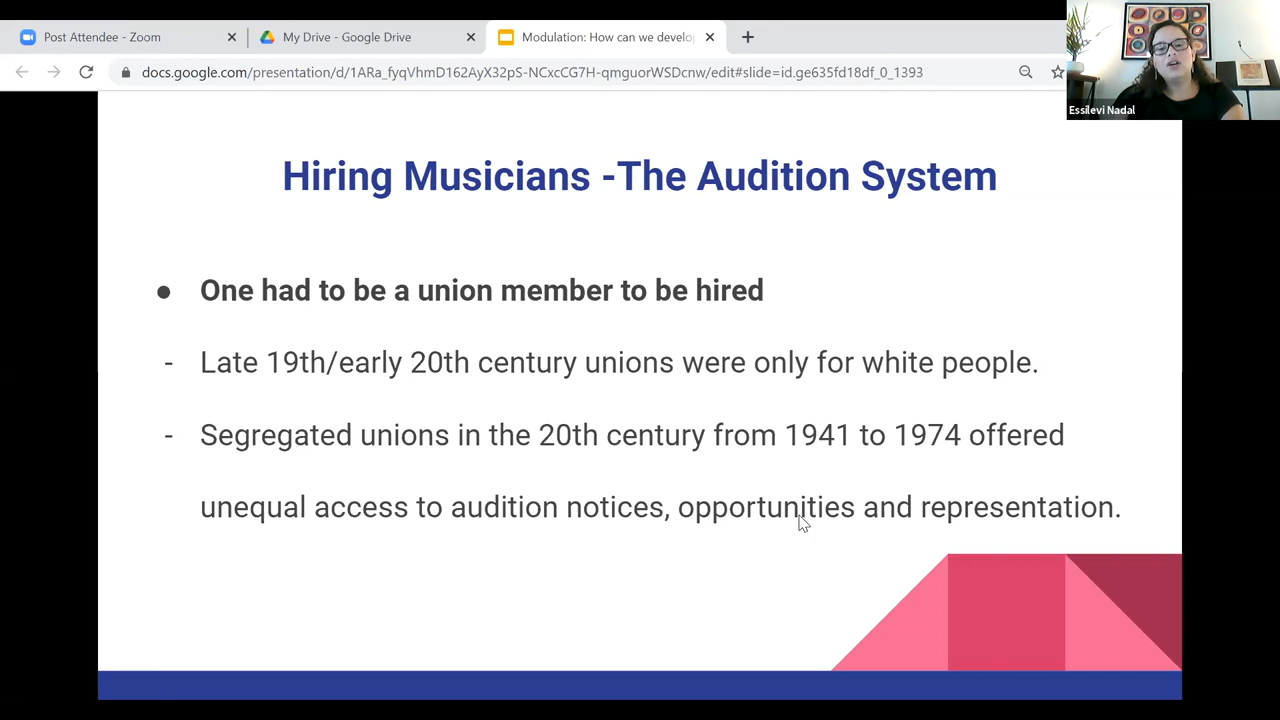 Post Attendee - Zoom
My Drive - Google Drive
Modulation: How can we develo
docs.google.com/presentation/d/1ARa_fyqVhmD162AyX32pS-NCxcCG7H-qmguorWSDcnw/edit#slide=id.ge635fd18df_0_1393
Essilevi Nadal
Hiring Musicians -The Audition System
● One had to be a union member to be hired
- Late 19th/early 20th century unions were only for white people.
- Segregated unions in the 20th century from 1941 to 1974 offered
unequal access to audition notices, opportunities and representation.